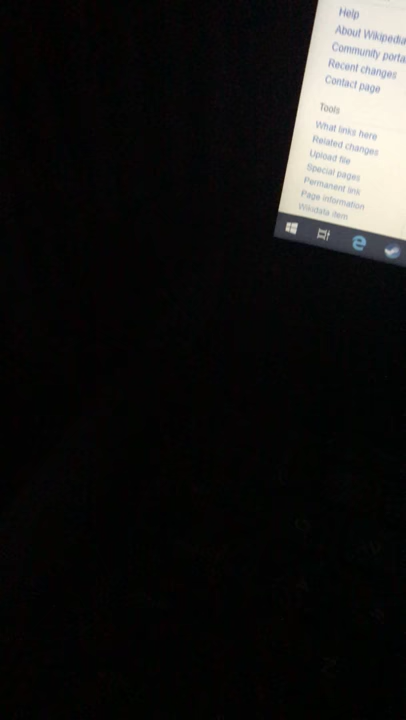 Help
About Wikipedia
Community porta
Recent changes
Contact page
Tools
What links here
Related changes
Upload file
Special pages
Permanent link
Page information
Wikidata item